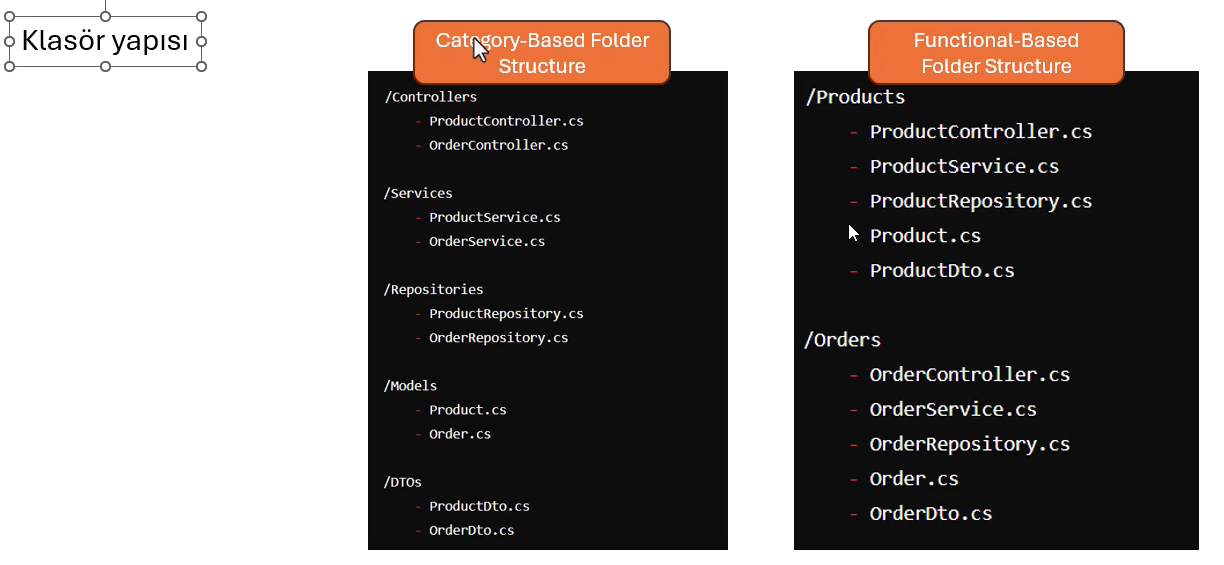 Klasör yapısı
Category-Based Folder
Structure
/Controllers
- ProductController.cs
- OrderController.cs
/Services
- ProductService.cs
- OrderService.cs
/Repositories
- ProductRepository.cs
- OrderRepository.cs
/Models
- Product.cs
- Order.cs
/DTOs
- ProductDto.cs
- OrderDto.cs
Functional-Based
Folder Structure
/Products
- ProductController.cs
- ProductService.cs
- ProductRepository.cs
- Product.cs
- ProductDto.cs
/Orders
- OrderController.cs
- OrderService.cs
- OrderRepository.cs
- Order.cs
- OrderDto.cs